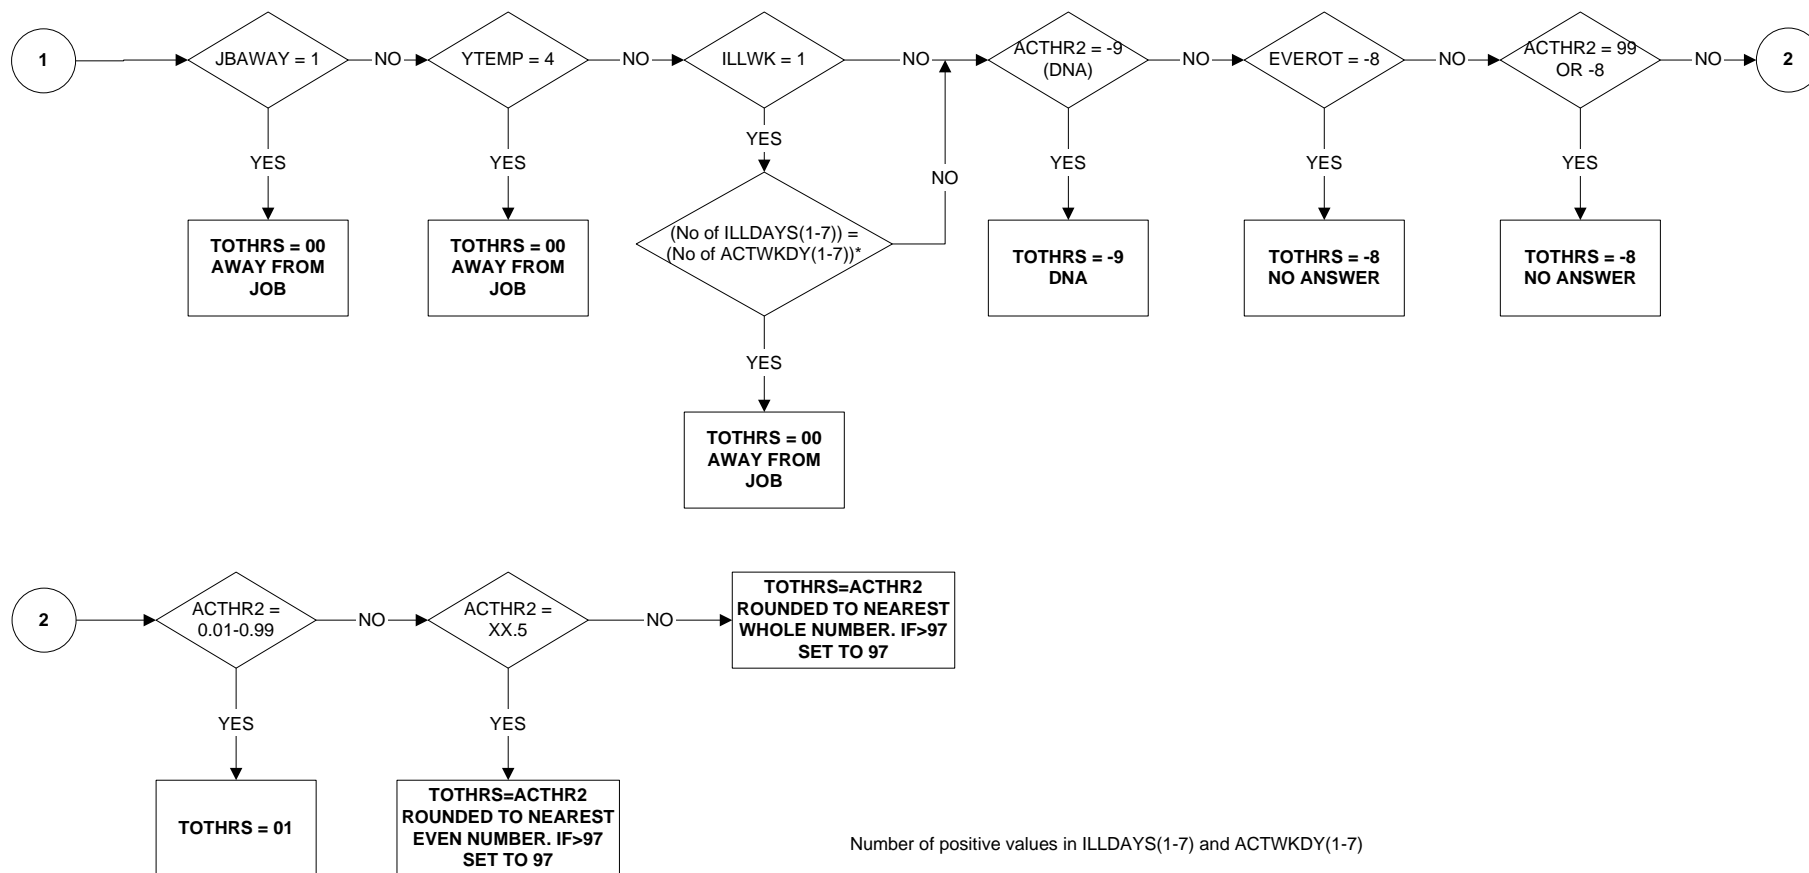 1
JBAWAY = 1
NO
YTEMP = 4
NO
ILLWK = 1
NO
ACTHR2 = -9
(DNA)
NO
EVEROT = -8
NO
ACTHR2 = 99
OR -8
NO
2
YES
YES
YES
YES
YES
YES
NO
TOTHRS = 00
AWAY FROM
JOB
TOTHRS = 00
AWAY FROM
JOB
(No of ILLDAYS(1-7)) =
(No of ACTWKDY(1-7))*
TOTHRS = -9
DNA
TOTHRS = -8
NO ANSWER
TOTHRS = -8
NO ANSWER
YES
TOTHRS = 00
AWAY FROM
JOB
2
ACTHR2 =
0.01-0.99
NO
ACTHR2 =
XX.5
NO
TOTHRS=ACTHR2
ROUNDED TO NEAREST
WHOLE NUMBER. IF>97
SET TO 97
YES
YES
TOTHRS = 01
TOTHRS=ACTHR2
ROUNDED TO NEAREST
EVEN NUMBER. IF>97
SET TO 97
Number of positive values in ILLDAYS(1-7) and ACTWKDY(1-7)